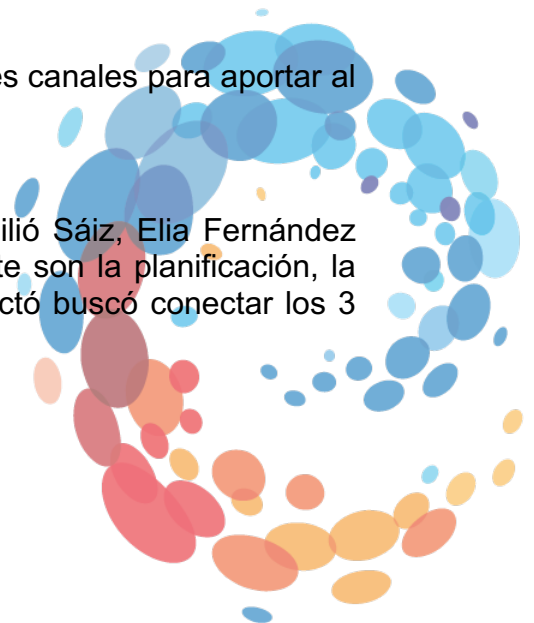 es canales para aportar al
ilió Sáiz, Elia Fernández
te son la planificación, la
ctó buscó conectar los 3